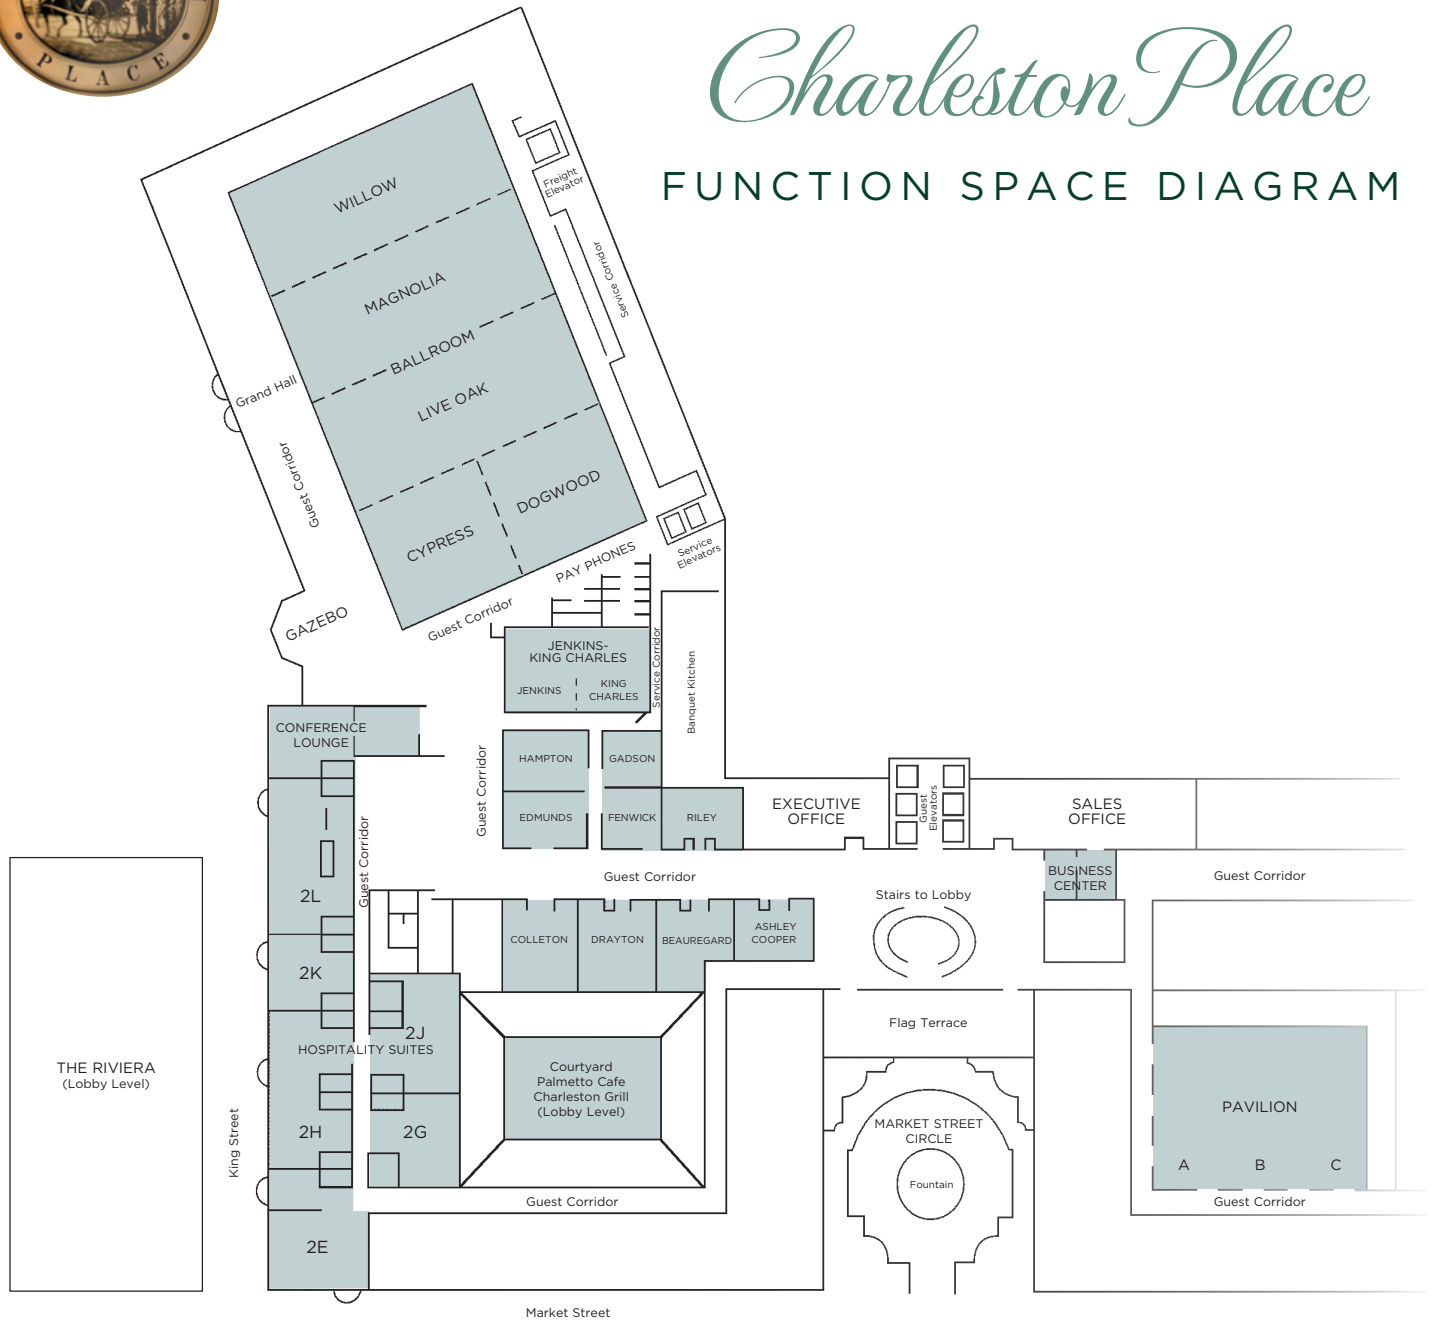 PLACE
Charleston Place
FUNCTION SPACE DIAGRAM
WILLOW
Freight
Elevator
MAGNOLIA
Service Corridor
BALLROOM
Grand Hall
LIVE OAK
Guest Corridor
DOGWOOD
CYPRESS
PAY PHONES
Service
Elevators
Guest Corridor
GAZEBO
JENKINS-
KING CHARLES
JENKINS
KING
CHARLES
Service Corridor
Banquet Kitchen
CONFERENCE
LOUNGE
Guest Corridor
HAMPTON
GADSON
EDMUNDS
FENWICK
RILEY
EXECUTIVE
OFFICE
Guest
Elevators
SALES
OFFICE
Guest Corridor
2L
Guest Corridor
Stairs to Lobby
BUSINESS
CENTER
Guest Corridor
COLLETON
DRAYTON
BEAUREGARD
ASHLEY
COOPER
2K
2J
HOSPITALITY SUITES
Flag Terrace
THE RIVIERA
(Lobby Level)
Courtyard
Palmetto Cafe
Charleston Grill
(Lobby Level)
MARKET STREET
CIRCLE
PAVILION
King Street
2H
2G
A
B
C
Fountain
Guest Corridor
Guest Corridor
2E
Market Street